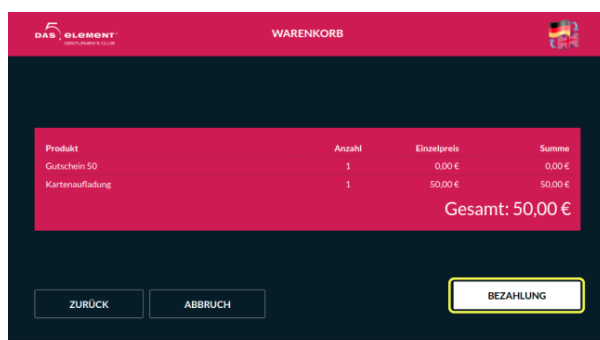 5
DAS element
GENTLEMEN'S CLUB
WARENKORB
Produkt Anzahl Einzelpreis Summe
Gutschein 50 1 0,00 € 0,00 €
Kartenaufladung 1 50,00 € 50,00 €
Gesamt: 50,00 €
ZURÜCK ABBRUCH BEZAHLUNG